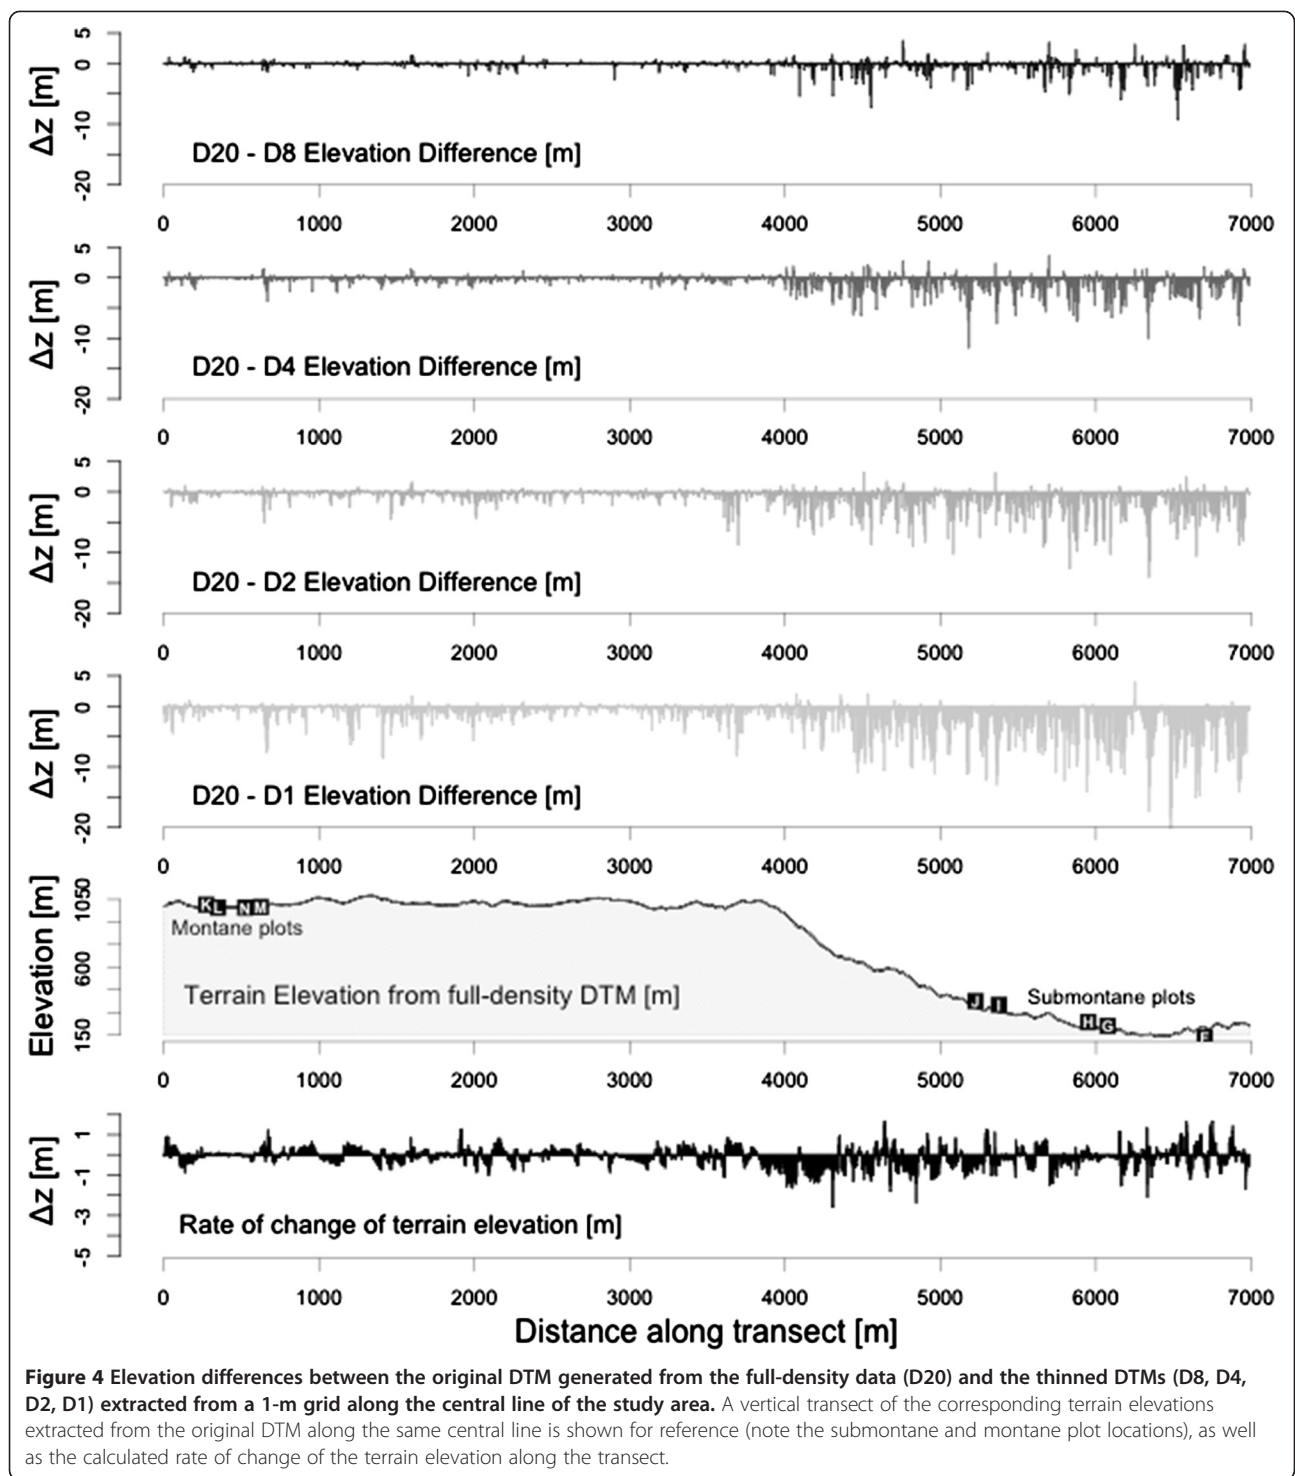 5
0
-10
-20
Δz [m]
D20 - D8 Elevation Difference [m]
0 1000 2000 3000 4000 5000 6000 7000
5
0
-10
-20
Δz [m]
D20 - D4 Elevation Difference [m]
0 1000 2000 3000 4000 5000 6000 7000
5
0
-10
-20
Δz [m]
D20 - D2 Elevation Difference [m]
0 1000 2000 3000 4000 5000 6000 7000
5
0
-10
-20
Δz [m]
D20 - D1 Elevation Difference [m]
0 1000 2000 3000 4000 5000 6000 7000
1050
600
150
Elevation [m]
K L N M
Montane plots
Terrain Elevation from full-density DTM [m]
J I
Submontane plots
H G
0 1000 2000 3000 4000 5000 6000 7000
1
-1
-3
-5
Δz [m]
Rate of change of terrain elevation [m]
0 1000 2000 3000 4000 5000 6000 7000
Distance along transect [m]
Figure 4 Elevation differences between the original DTM generated from the full-density data (D20) and the thinned DTMs (D8, D4,
D2, D1) extracted from a 1-m grid along the central line of the study area. A vertical transect of the corresponding terrain elevations
extracted from the original DTM along the same central line is shown for reference (note the submontane and montane plot locations), as well
as the calculated rate of change of the terrain elevation along the transect.